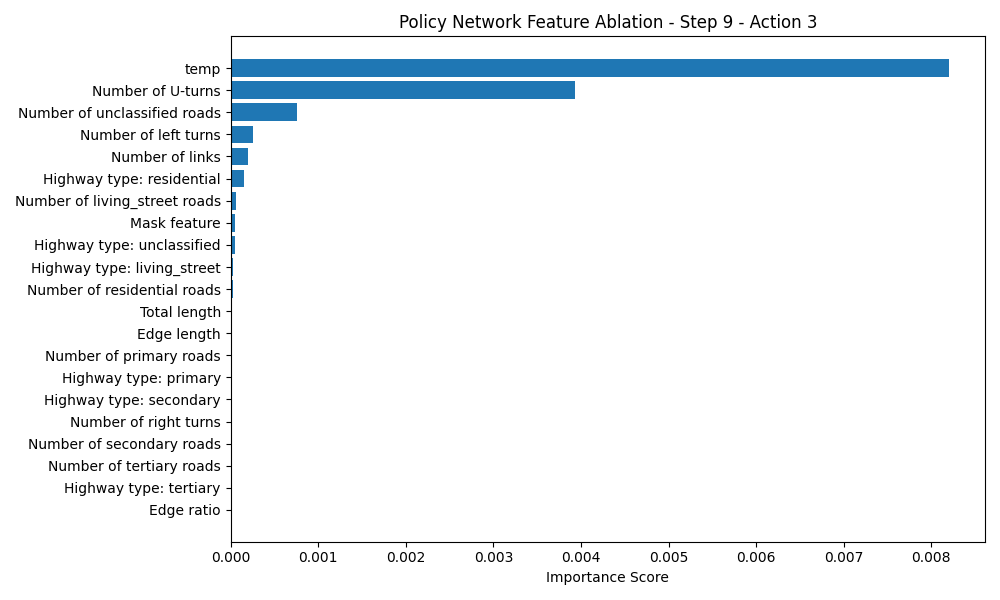 Policy Network Feature Ablation - Step 9 - Action 3
temp
Number of U-turns
Number of unclassified roads
Number of left turns
Number of links
Highway type: residential
Number of living_street roads
Mask feature
Highway type: unclassified
Highway type: living_street
Number of residential roads
Total length
Edge length
Number of primary roads
Highway type: primary
Highway type: secondary
Number of right turns
Number of secondary roads
Number of tertiary roads
Highway type: tertiary
Edge ratio
0.000 0.001 0.002 0.003 0.004 0.005 0.006 0.007 0.008
Importance Score